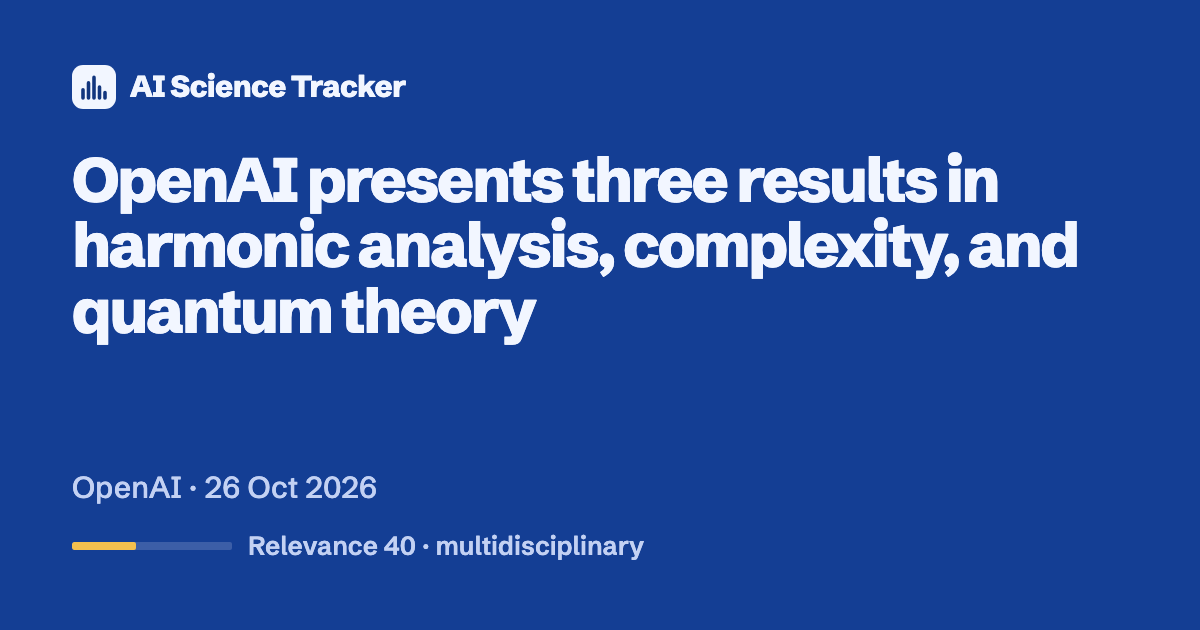 AI Science Tracker
OpenAI presents three results in
harmonic analysis, complexity, and
quantum theory
OpenAI · 26 Oct 2026
Relevance 40 · multidisciplinary